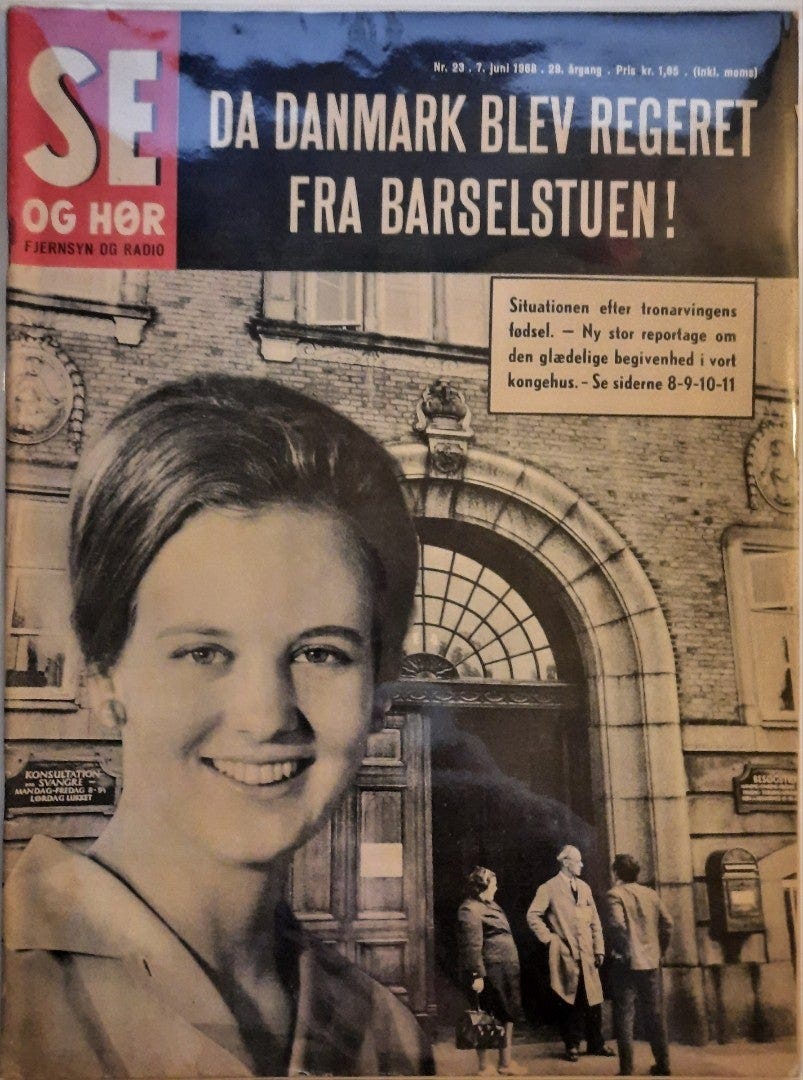 SE
OG HØR
FJERNSYN OG RADIO
Nr. 23 . 7. juni 1968 . 29. årgang . Pris kr. 1,65 . (inkl. moms)
DA DANMARK BLEV REGERET
FRA BARSELSTUEN!
Situationen efter tronarvingens
fødsel. — Ny stor reportage om
den glædelige begivenhed i vort
kongehus. - Se siderne 8-9-10-11
KONSULTATION
SVANGRE
MANDAG-FREDAG 8-9½
LØRDAG LUKKET